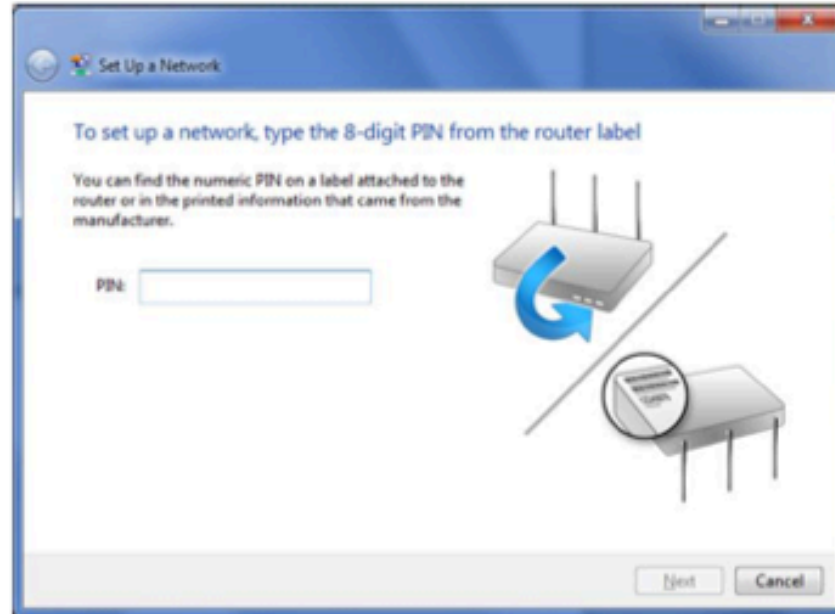 Set Up a Network
To set up a network, type the 8-digit PIN from the router label
You can find the numeric PIN on a label attached to the
router or in the printed information that came from the
manufacturer.
PIN:
Next
Cancel